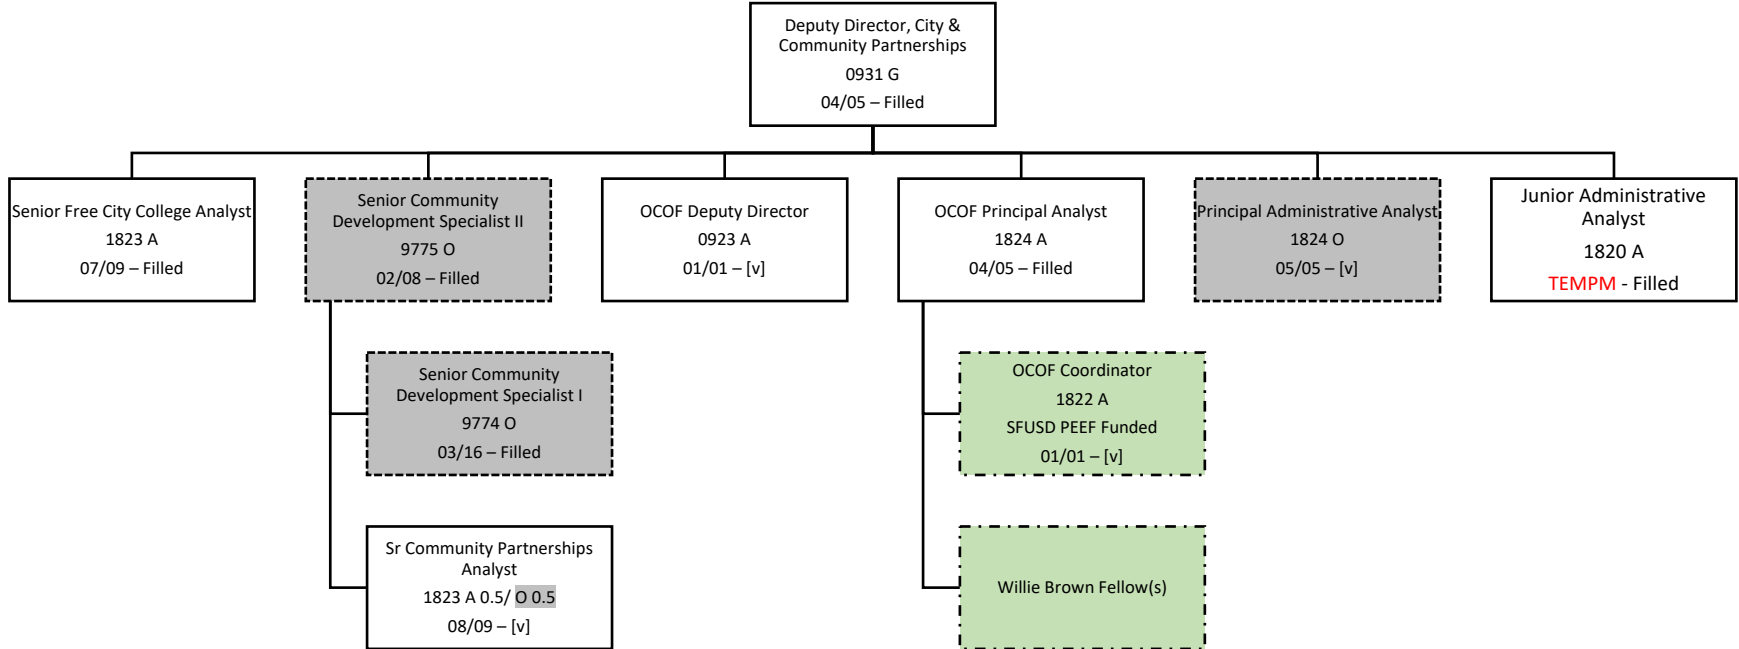 Deputy Director, City &
Community Partnerships
0931 G
04/05 – Filled
Senior Free City College Analyst
1823 A
07/09 – Filled
Senior Community
Development Specialist II
9775 O
02/08 – Filled
OCOF Deputy Director
0923 A
01/01 – [v]
OCOF Principal Analyst
1824 A
04/05 – Filled
Principal Administrative Analyst
1824 O
05/05 – [v]
Junior Administrative
Analyst
1820 A
TEMPM - Filled
Senior Community
Development Specialist I
9774 O
03/16 – Filled
OCOF Coordinator
1822 A
SFUSD PEEF Funded
01/01 – [v]
Sr Community Partnerships
Analyst
1823 A 0.5/ O 0.5
08/09 – [v]
Willie Brown Fellow(s)